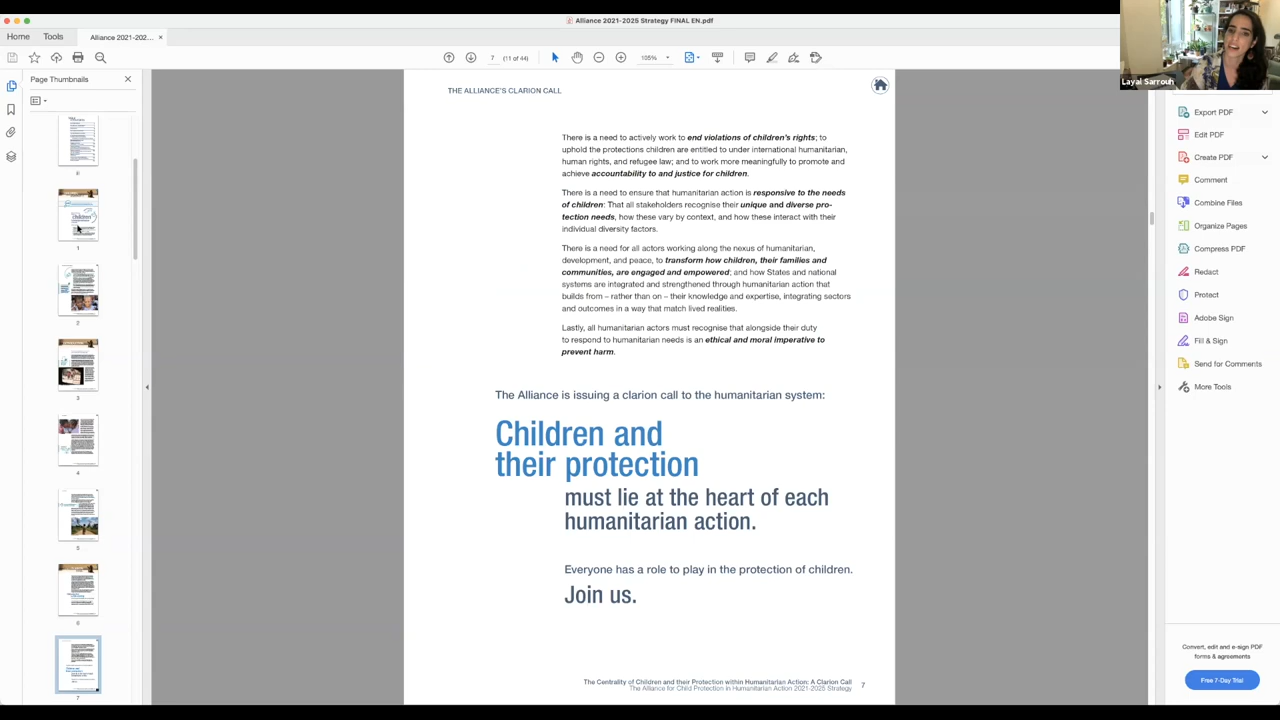 Alliance 2021-2025 Strategy FINAL EN.pdf
Home
Tools
Alliance 2021-202... ×
7
(11 of 44)
105%
Layal Sarrouh
Page Thumbnails
6
1
2
3
4
5
6
7
THE ALLIANCE'S CLARION CALL
There is a need to actively work to end violations of children's rights; to
uphold the protections children are entitled to under international humanitarian,
human rights, and refugee law; and to work more meaningfully to promote and
achieve accountability to and justice for children.
There is a need to ensure that humanitarian action is responsive to the needs
of children: That all stakeholders recognise their unique and diverse pro-
tection needs, how these vary by context, and how these interact with their
individual diversity factors.
There is a need for all actors working along the nexus of humanitarian,
development, and peace, to transform how children, their families and
communities, are engaged and empowered; and how States and national
systems are integrated and strengthened through humanitarian action that
builds from – rather than on – their knowledge and expertise, integrating sectors
and outcomes in a way that match lived realities.
Lastly, all humanitarian actors must recognise that alongside their duty
to respond to humanitarian needs is an ethical and moral imperative to
prevent harm.
The Alliance is issuing a clarion call to the humanitarian system:
Children and
their protection
must lie at the heart of each
humanitarian action.
Everyone has a role to play in the protection of children.
Join us.
The Centrality of Children and their Protection within Humanitarian Action: A Clarion Call
The Alliance for Child Protection in Humanitarian Action 2021-2025 Strategy
7
Export PDF
Edit PDF
Create PDF
Comment
Combine Files
Organize Pages
Compress PDF
Redact
Protect
Adobe Sign
Fill & Sign
Send for Comments
More Tools
Convert, edit and e-sign PDF
forms & agreements
Free 7-Day Trial